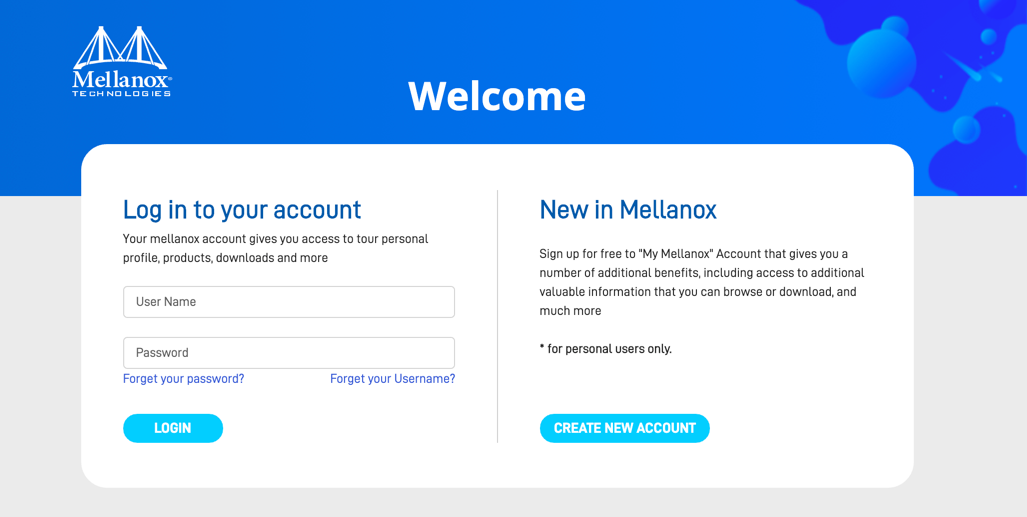 Mellanox
TECHNOLOGIES
Welcome
Log in to your account
Your mellanox account gives you access to tour personal
profile, products, downloads and more
User Name
Password
Forget your password?
Forget your Username?
LOGIN
New in Mellanox
Sign up for free to "My Mellanox" Account that gives you a
number of additional benefits, including access to additional
valuable information that you can browse or download, and
much more
* for personal users only.
CREATE NEW ACCOUNT